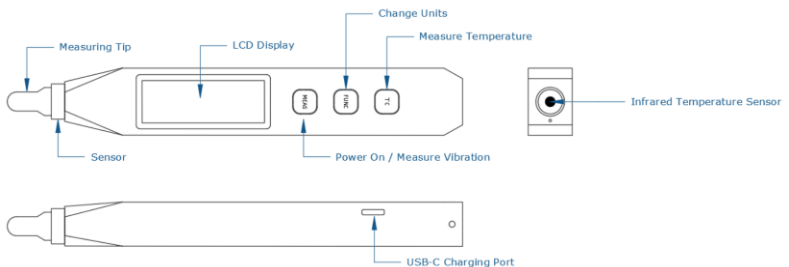 Change Units
Measuring Tip
LCD Display
Measure Temperature
MEAS
FUNC
T℃
Infrared Temperature Sensor
Sensor
Power On / Measure Vibration
USB-C Charging Port